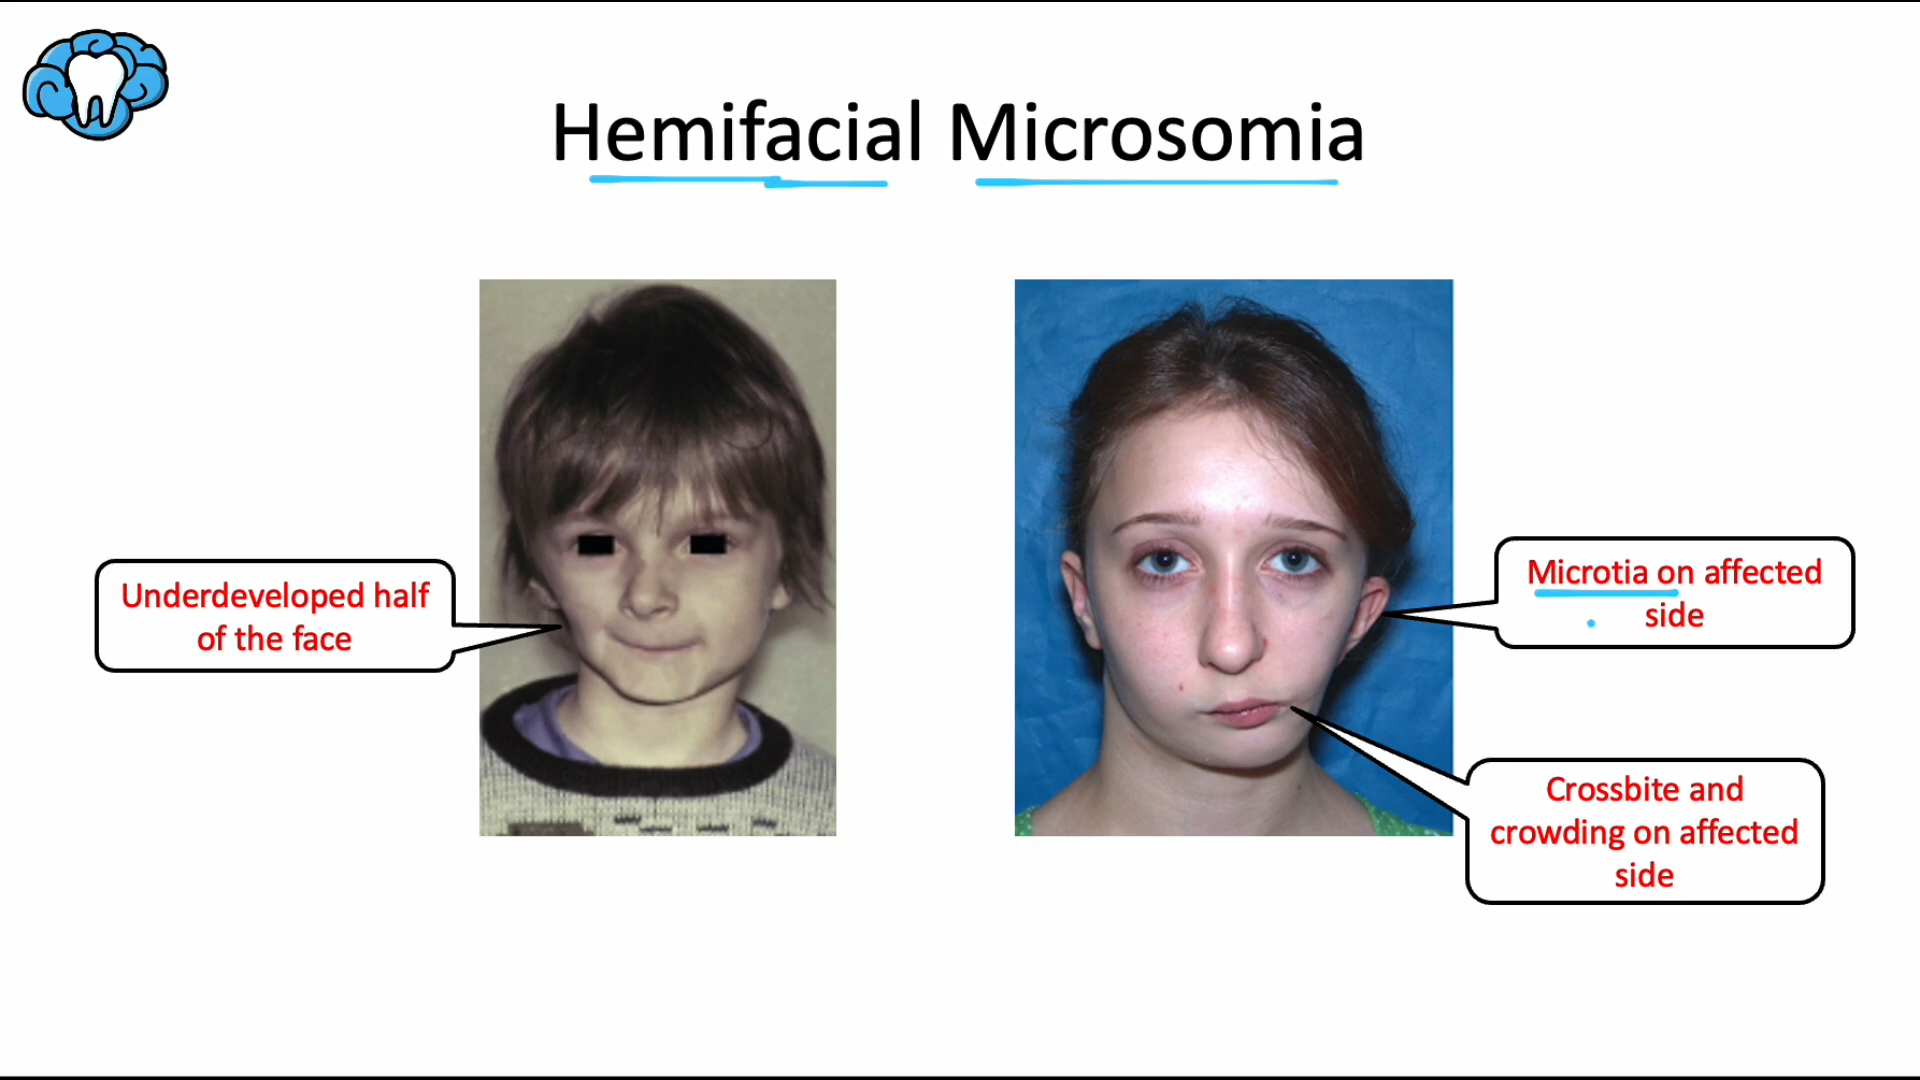 Hemifacial Microsomia
Underdeveloped half
of the face
Microtia on affected
side
Crossbite and
crowding on affected
side